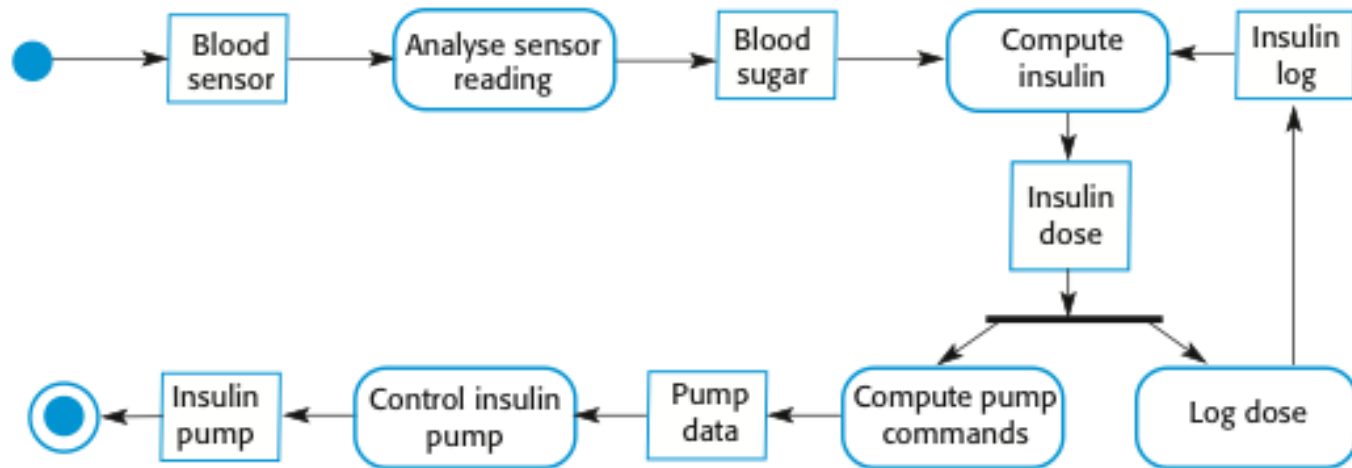 Blood
sensor
Analyse sensor
reading
Blood
sugar
Compute
insulin
Insulin
log
Insulin
dose
Insulin
pump
Control insulin
pump
Pump
data
Compute pump
commands
Log dose